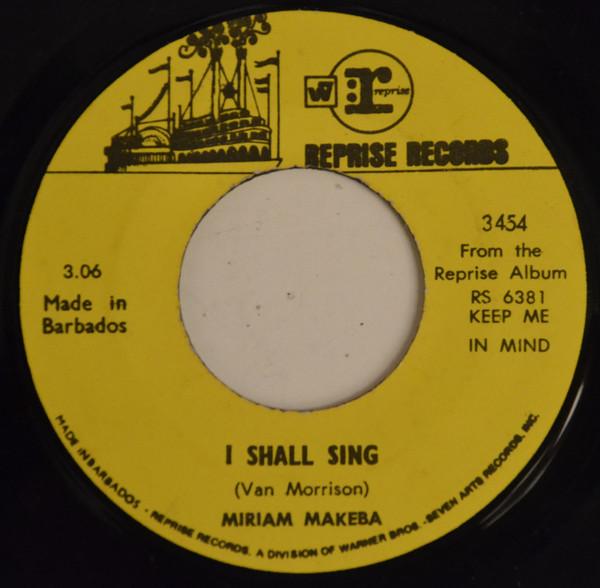 W
r
reprise
REPRISE RECORDS
3454
From the
Reprise Album
RS 6381
KEEP ME
IN MIND
3.06
Made in
Barbados
I SHALL SING
(Van Morrison)
MIRIAM MAKEBA
MADE IN BARBADOS - REPRISE RECORDS, A DIVISION OF WARNER BROS.-SEVEN ARTS RECORDS, INC.